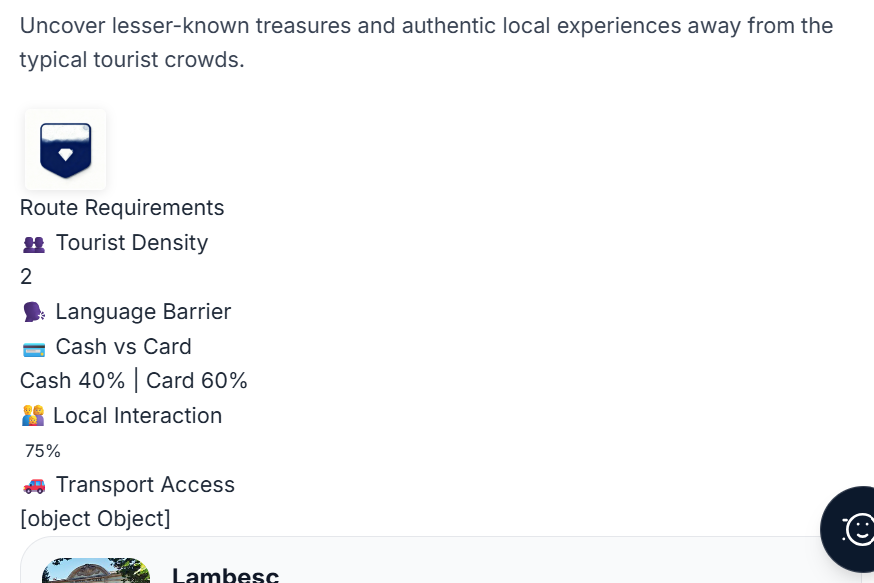 Uncover lesser-known treasures and authentic local experiences away from the
typical tourist crowds.
Route Requirements
Tourist Density
2
Language Barrier
Cash vs Card
Cash 40% | Card 60%
Local Interaction
75%
Transport Access
[object Object]
Lambesc